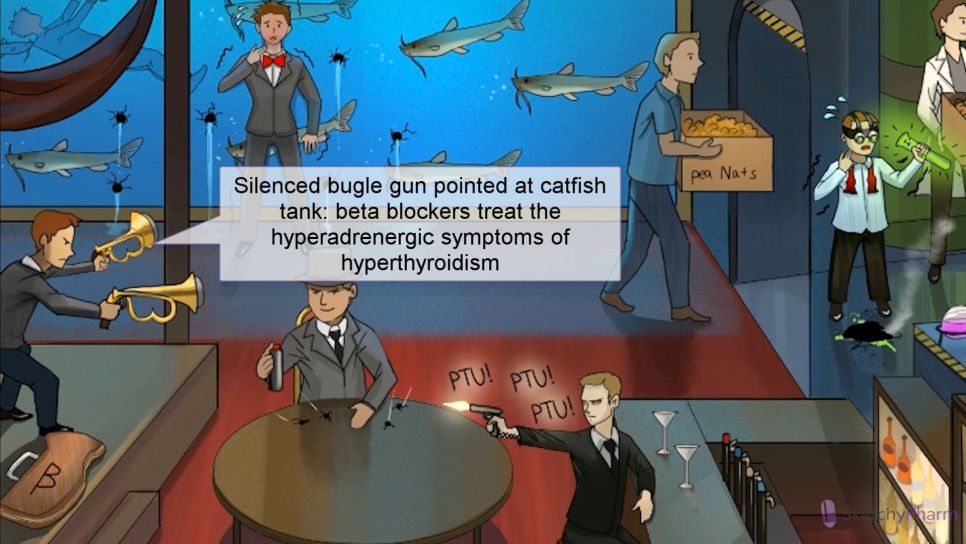 Silenced bugle gun pointed at catfish
tank: beta blockers treat the
hyperadrenergic symptoms of
hyperthyroidism
pea Nats
PTU! PTU!
PTU!
B
SketchyPharm